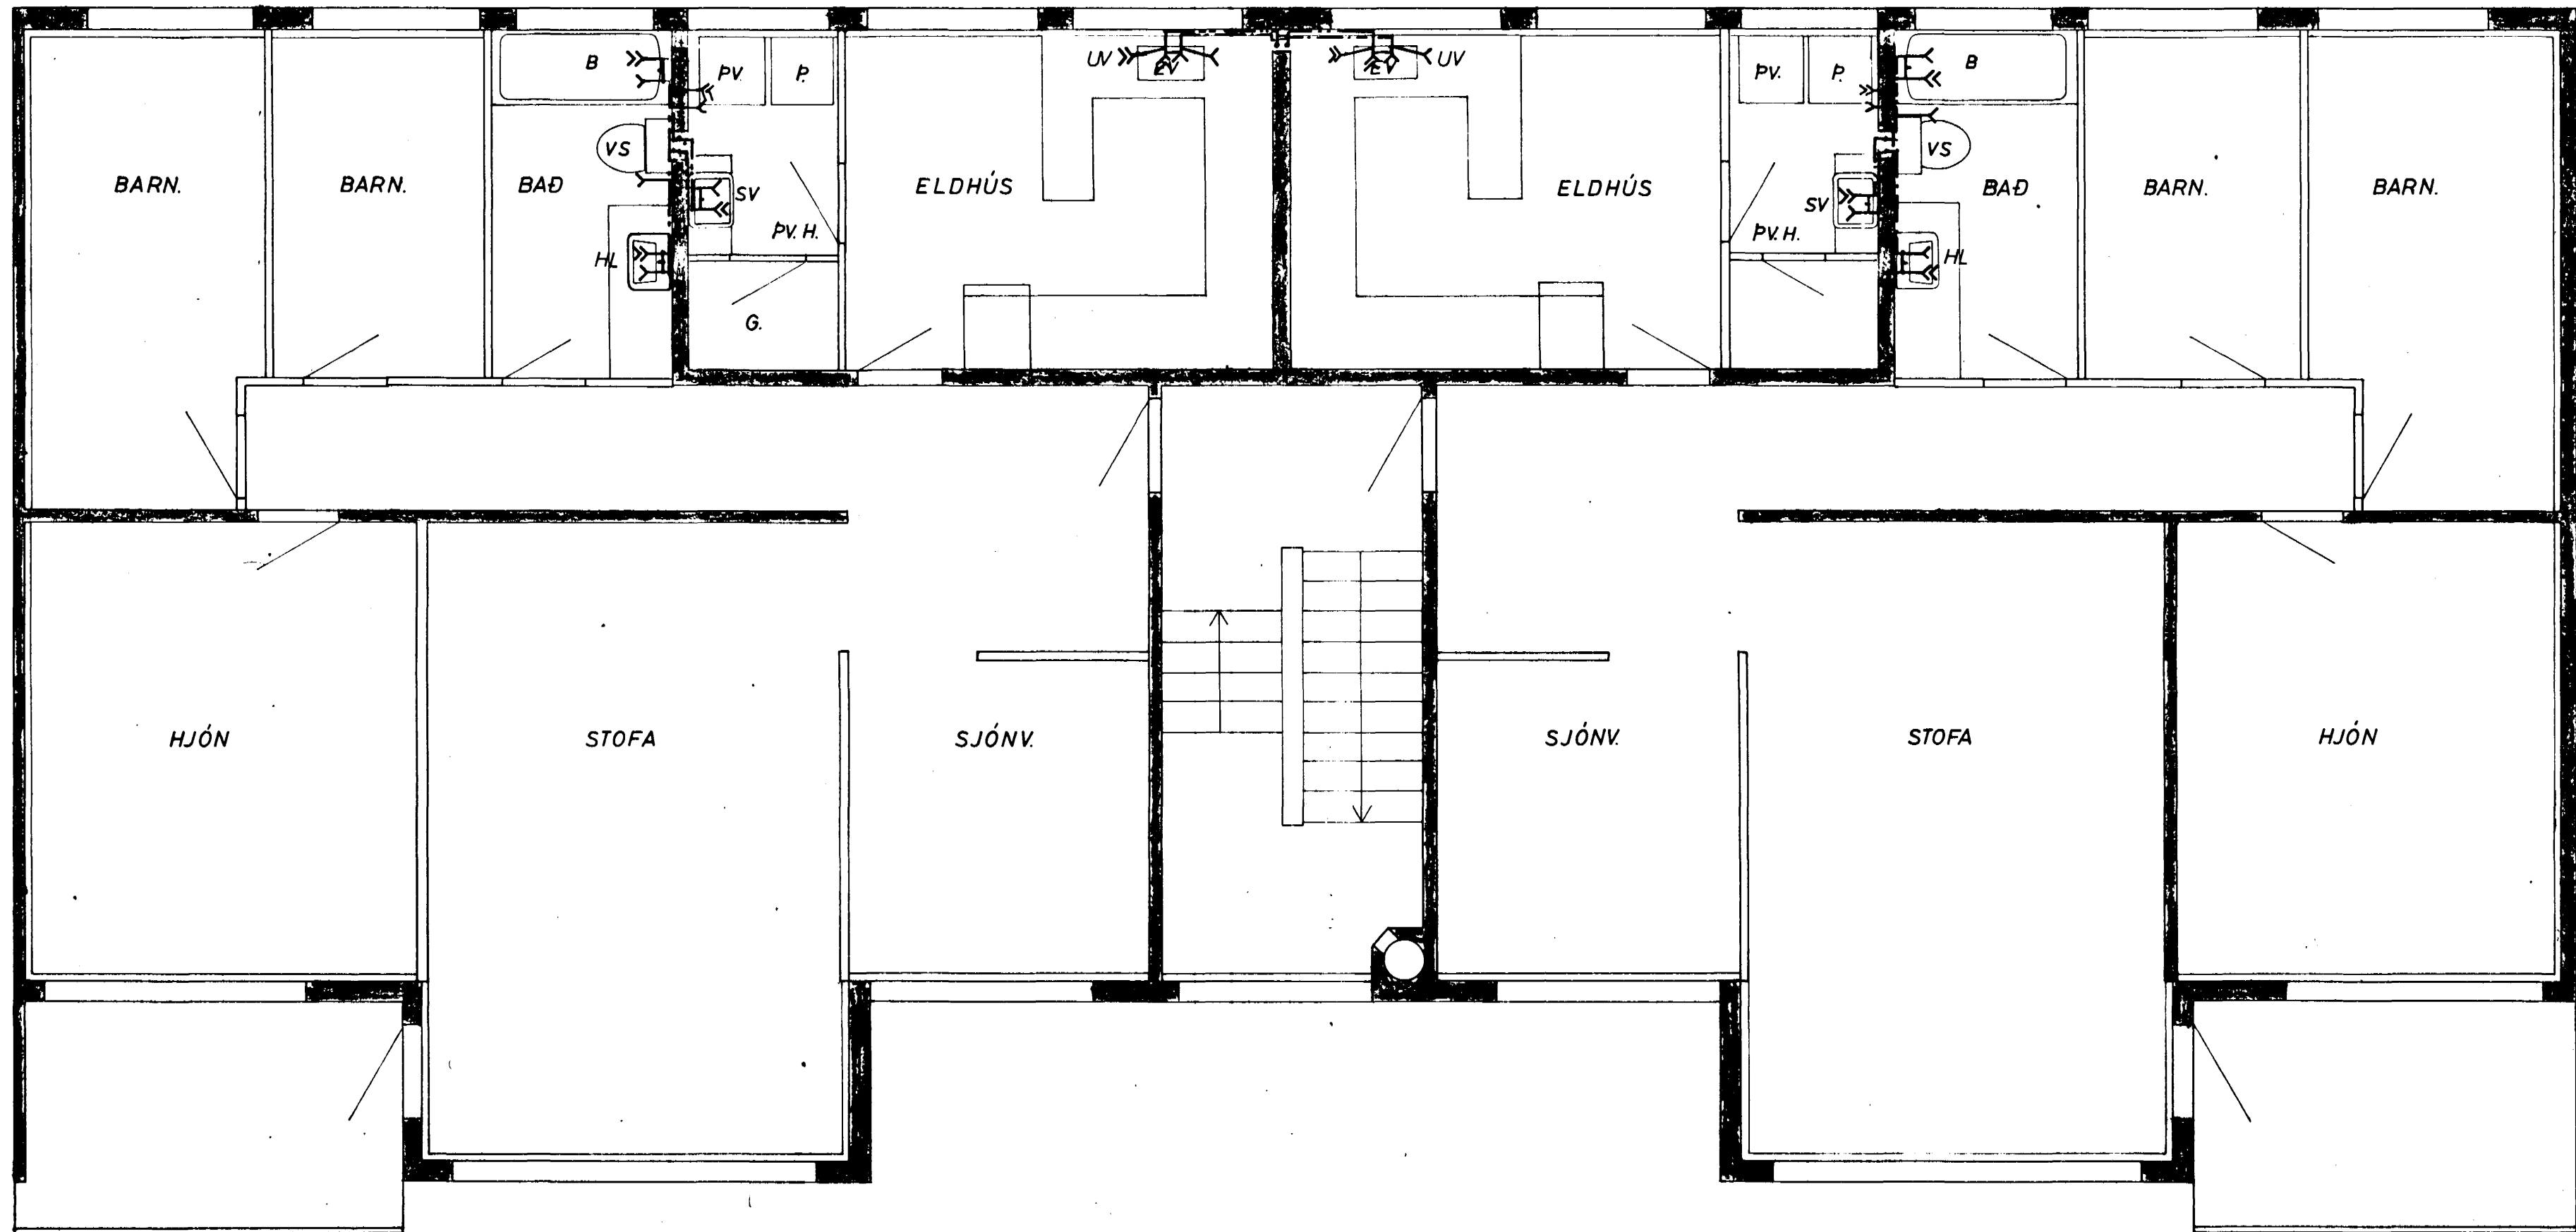 B
PV.
P.
UV
EV
EV
UV
PV.
P.
B
BARN.
BARN.
BAÐ
VS
SV
ELDHÚS
ELDHÚS
SV
VS
BAÐ
BARN.
BARN.
HL
ÞV. H.
ÞV. H.
HL
G.
HJÓN
STOFA
SJÓNV.
SJÓNV.
STOFA
HJÓN